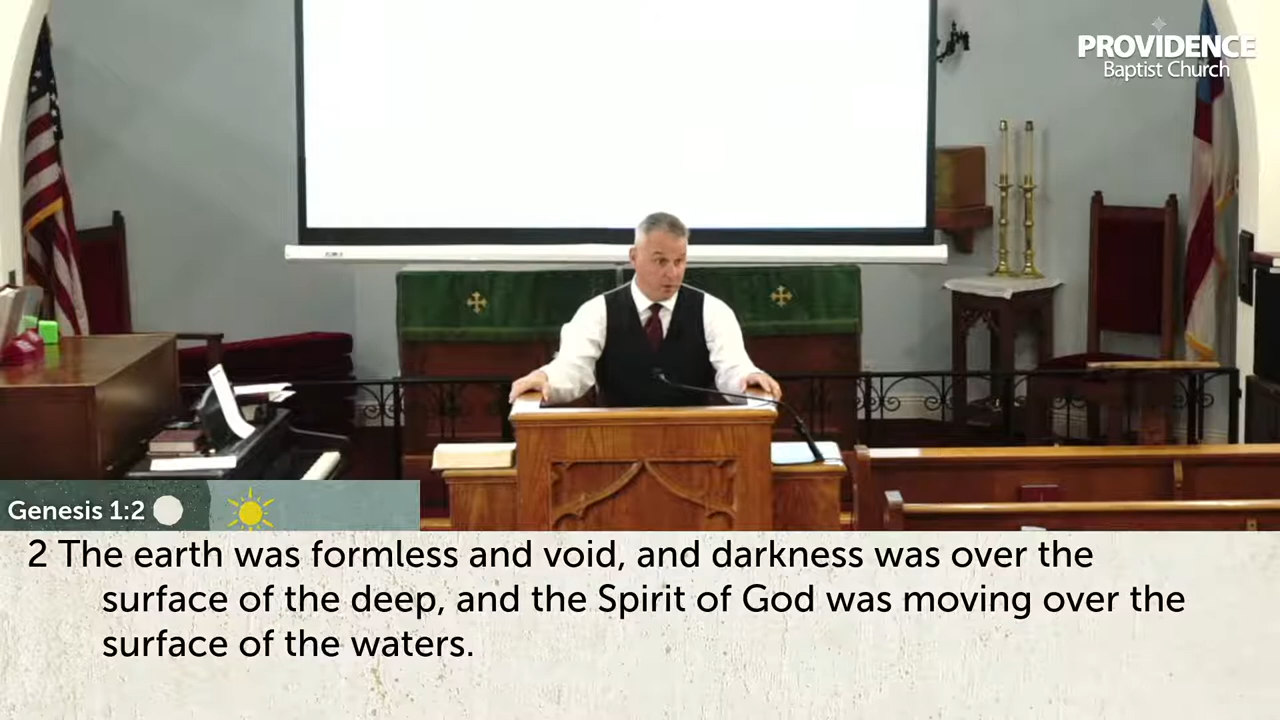 PROVIDENCE
Baptist Church
Genesis 1:2
2 The earth was formless and void, and darkness was over the
surface of the deep, and the Spirit of God was moving over the
surface of the waters.